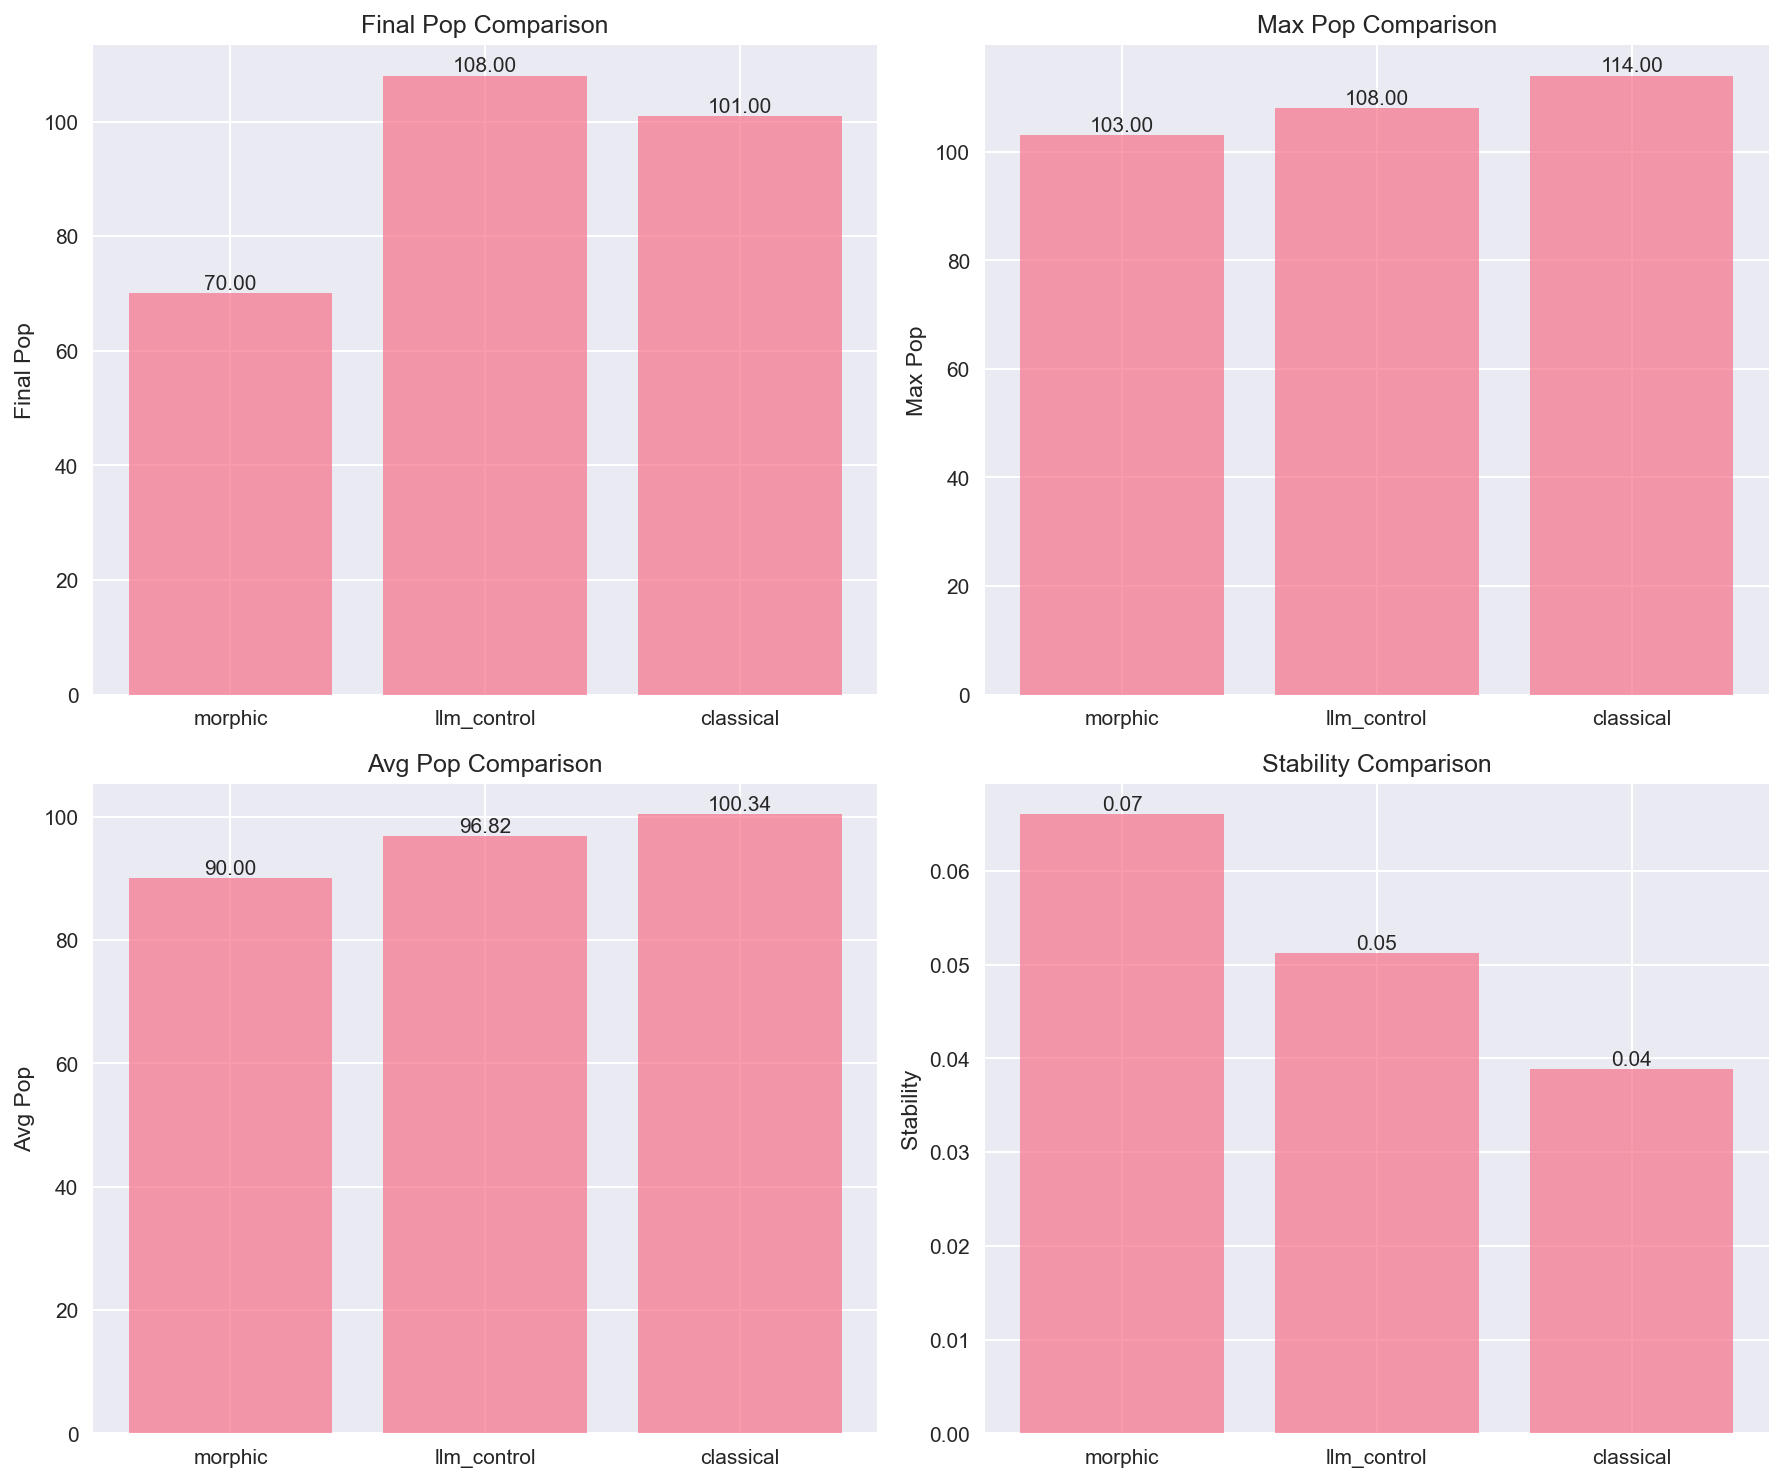 Final Pop Comparison
Final Pop
100
80
60
40
20
0
70.00
108.00
101.00
morphic
llm_control
classical
Max Pop Comparison
Max Pop
100
80
60
40
20
0
103.00
108.00
114.00
morphic
llm_control
classical
Avg Pop Comparison
Avg Pop
100
80
60
40
20
0
90.00
96.82
100.34
morphic
llm_control
classical
Stability Comparison
Stability
0.06
0.05
0.04
0.03
0.02
0.01
0.00
0.07
0.05
0.04
morphic
llm_control
classical